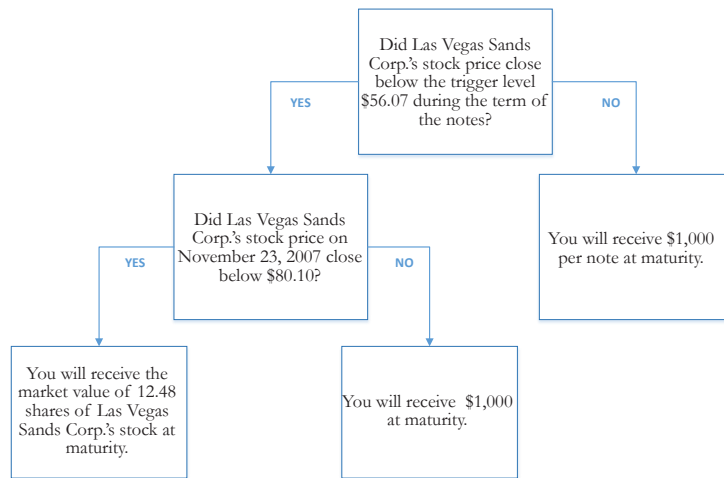 Did Las Vegas Sands
Corp.'s stock price close
below the trigger level
$56.07 during the term of
the notes?
YES
NO
Did Las Vegas Sands
Corp.'s stock price on
November 23, 2007 close
below $80.10?
You will receive $1,000
per note at maturity.
YES
NO
You will receive the
market value of 12.48
shares of Las Vegas
Sands Corp.'s stock at
maturity.
You will receive $1,000
at maturity.